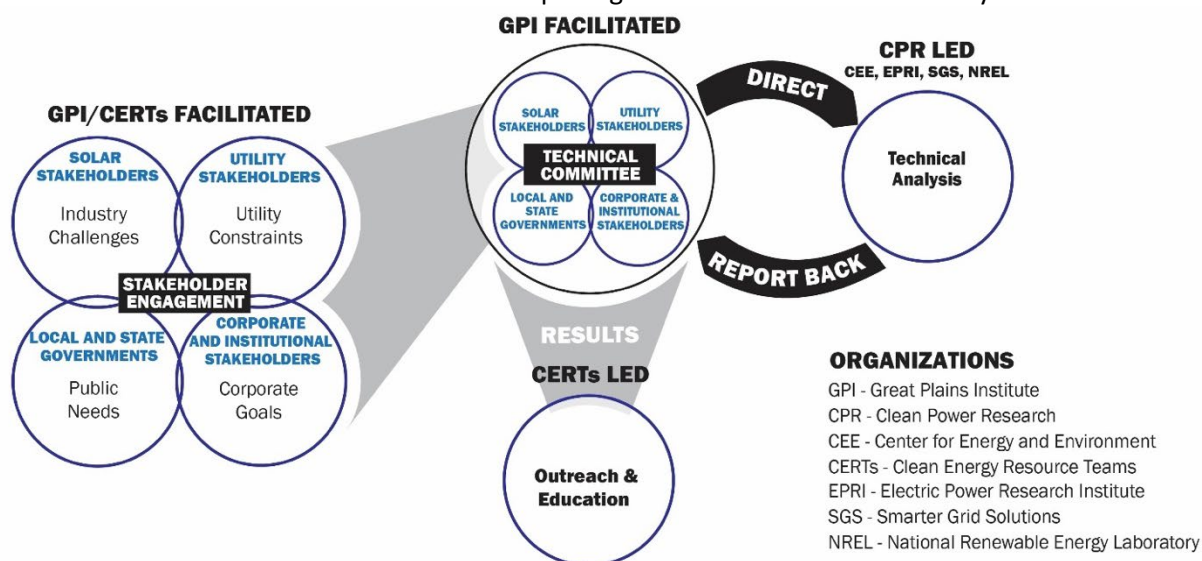 GPI FACILITATED
CPR LED
CEE, EPRI, SGS, NREL
DIRECT
REPORT BACK
Technical
Analysis
SOLAR
STAKEHOLDERS
UTILITY
STAKEHOLDERS
TECHNICAL
COMMITTEE
LOCAL AND
STATE
GOVERNMENTS
CORPORATE &
INSTITUTIONAL
STAKEHOLDERS
GPI/CERTs FACILITATED
SOLAR
STAKEHOLDERS
Industry
Challenges
UTILITY
STAKEHOLDERS
Utility
Constraints
STAKEHOLDER
ENGAGEMENT
LOCAL AND STATE
GOVERNMENTS
Public
Needs
CORPORATE
AND INSTITUTIONAL
STAKEHOLDERS
Corporate
Goals
RESULTS
CERTs LED
Outreach &
Education
ORGANIZATIONS
GPI - Great Plains Institute
CPR - Clean Power Research
CEE - Center for Energy and Environment
CERTs - Clean Energy Resource Teams
EPRI - Electric Power Research Institute
SGS - Smarter Grid Solutions
NREL - National Renewable Energy Laboratory